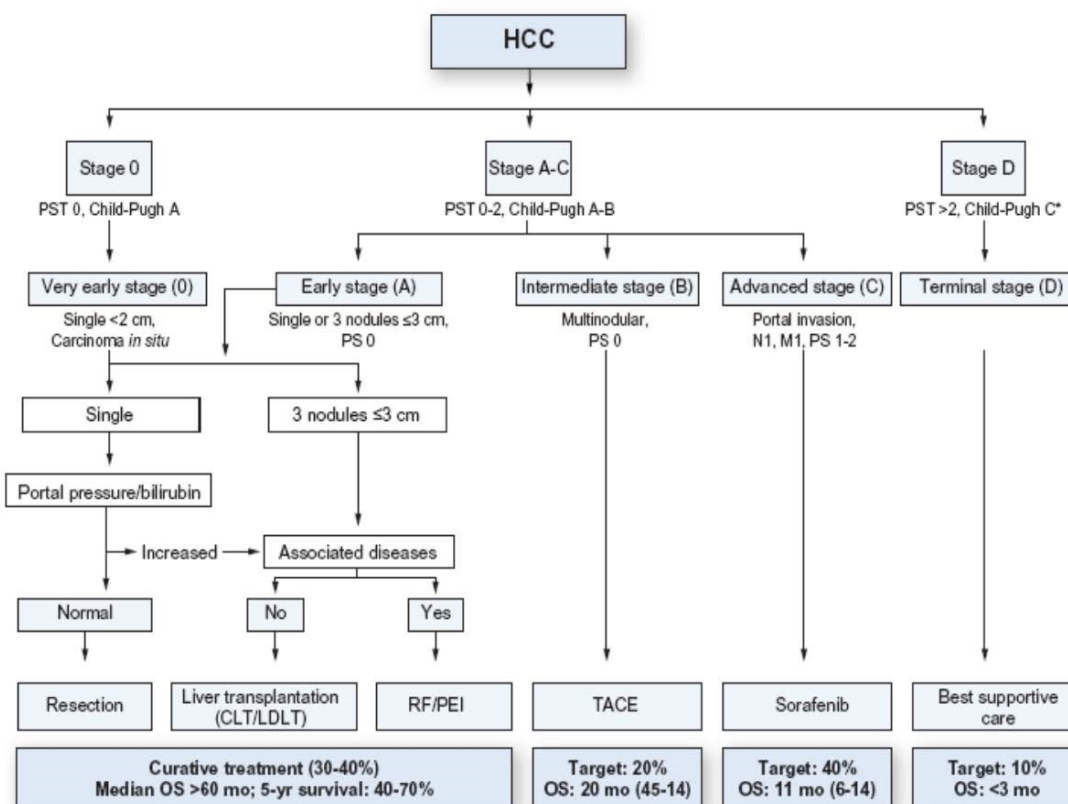 HCC
Stage 0
PST 0, Child-Pugh A
Stage A-C
PST 0-2, Child-Pugh A-B
Stage D
PST >2, Child-Pugh C*
Very early stage (0)
Single <2 cm,
Carcinoma in situ
Early stage (A)
Single or 3 nodules ≤3 cm,
PS 0
Intermediate stage (B)
Multinodular,
PS 0
Advanced stage (C)
Portal invasion,
N1, M1, PS 1-2
Terminal stage (D)
Single
3 nodules ≤3 cm
Portal pressure/bilirubin
Increased
Associated diseases
Normal
No
Yes
Resection
Liver transplantation
(CLT/LDLT)
RF/PEI
TACE
Sorafenib
Best supportive
care
Curative treatment (30-40%)
Median OS >60 mo; 5-yr survival: 40-70%
Target: 20%
OS: 20 mo (45-14)
Target: 40%
OS: 11 mo (6-14)
Target: 10%
OS: <3 mo